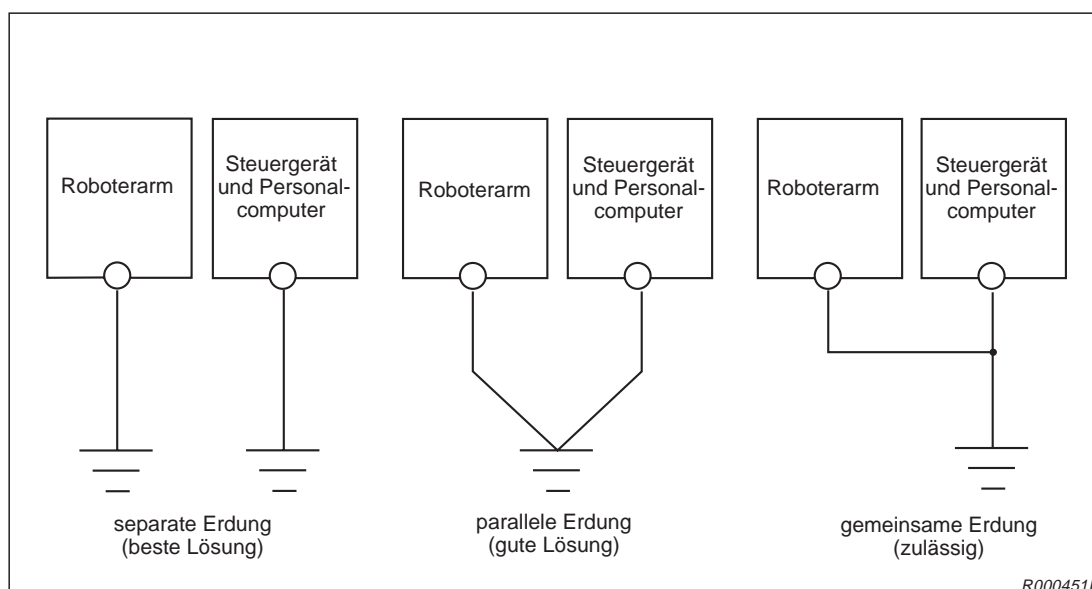 Roboterarm
Steuergerät
und Personal-
computer
Roboterarm
Steuergerät
und Personal-
computer
Roboterarm
Steuergerät
und Personal-
computer
separate Erdung
(beste Lösung)
parallele Erdung
(gute Lösung)
gemeinsame Erdung
(zulässig)